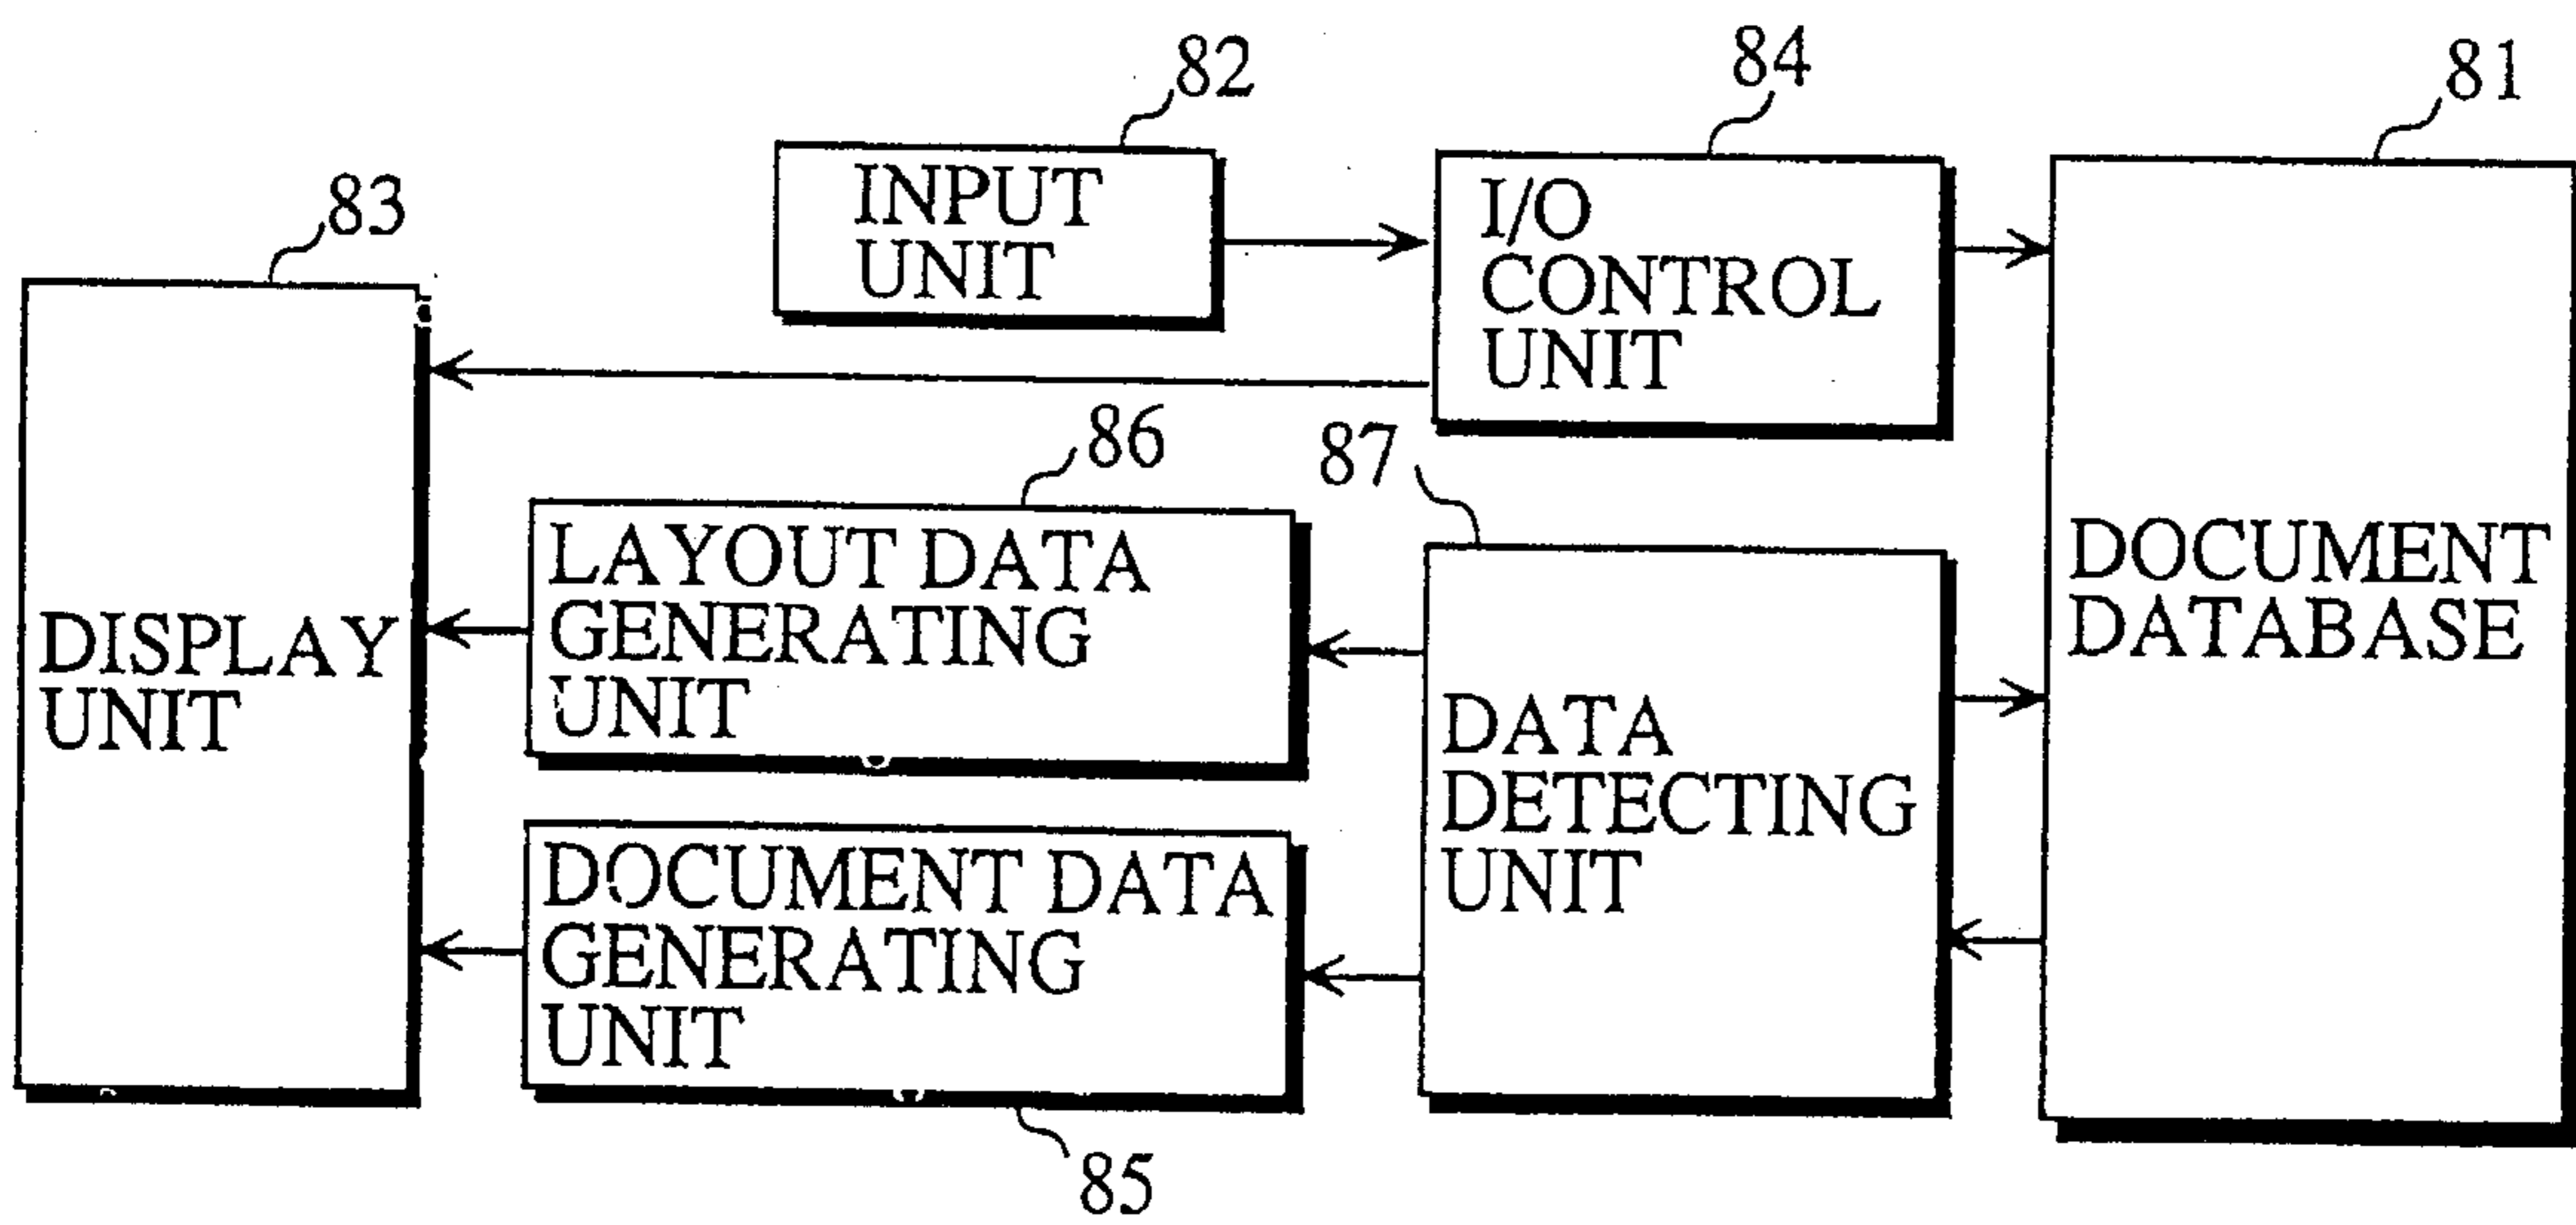 82
84
81
83
INPUT
UNIT
I/O
CONTROL
UNIT
86
87
LAYOUT DATA
GENERATING
UNIT
DISPLAY
UNIT
DOCUMENT
DATABASE
DATA
DETECTING
UNIT
DOCUMENT DATA
GENERATING
UNIT
85